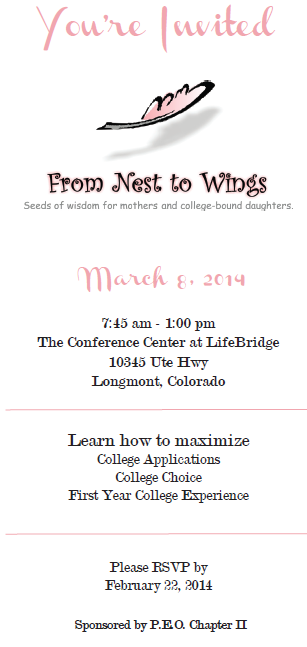 You're Invited
From Nest to Wings
Seeds of wisdom for mothers and college-bound daughters.
March 8, 2014
7:45 am - 1:00 pm
The Conference Center at LifeBridge
10345 Ute Hwy
Longmont, Colorado
Learn how to maximize
College Applications
College Choice
First Year College Experience
Please RSVP by
February 22, 2014
Sponsored by P.E.O. Chapter II